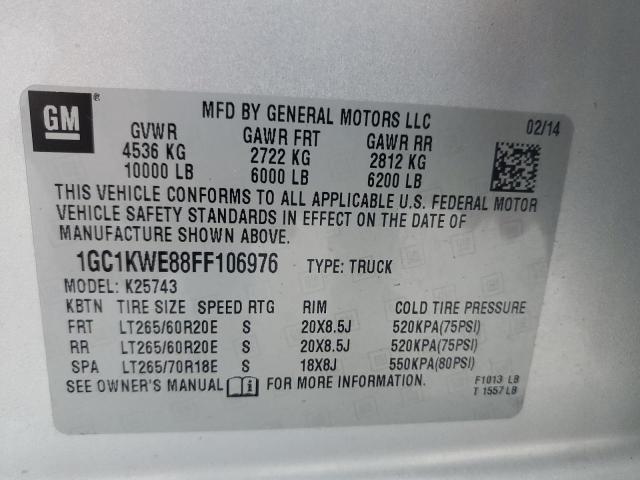 GM ®
MFD BY GENERAL MOTORS LLC 02/14
GVWR GAWR FRT GAWR RR
4536 KG 2722 KG 2812 KG
10000 LB 6000 LB 6200 LB
THIS VEHICLE CONFORMS TO ALL APPLICABLE U.S. FEDERAL MOTOR
VEHICLE SAFETY STANDARDS IN EFFECT ON THE DATE OF
MANUFACTURE SHOWN ABOVE.
1GC1KWE88FF106976 TYPE: TRUCK
MODEL: K25743
KBTN TIRE SIZE SPEED RTG RIM COLD TIRE PRESSURE
FRT LT265/60R20E S 20X8.5J 520KPA(75PSI)
RR LT265/60R20E S 20X8.5J 520KPA(75PSI)
SPA LT265/70R18E S 18X8J 550KPA(80PSI)
SEE OWNER'S MANUAL i FOR MORE INFORMATION.
F1013 LB
T 1557 LB